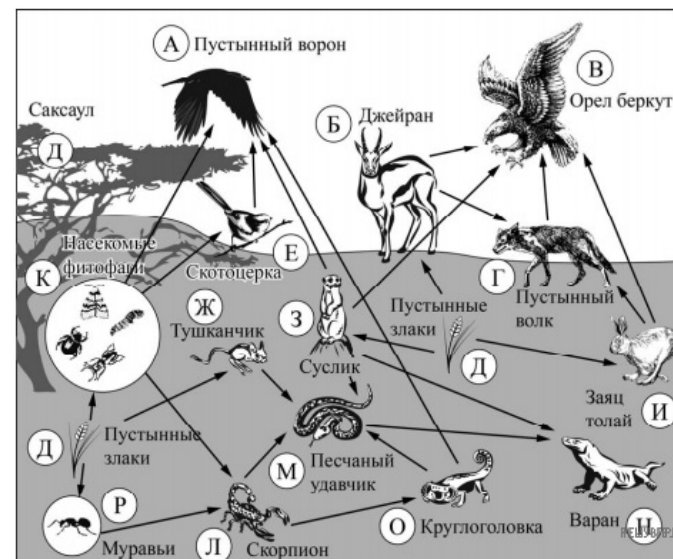 А Пустынный ворон
В
Орел беркут
Саксаул
Б Джейран
Д
Насекомые
фитофаги
К
Е
Скотоцерка
Ж
Тушканчик
З
Суслик
Пустынные
злаки
Д
Г
Пустынный
волк
Заяц
толай
И
Д
Пустынные
злаки
М
Песчаный
удавчик
Р
Муравьи
Л
Скорпион
О
Круглоголовка
Варан
Н